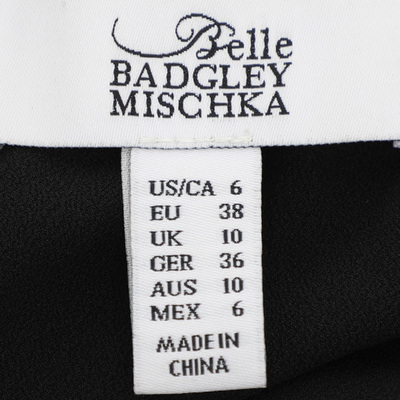 Belle
BADGLEY
MISCHKA
US/CA 6
EU 38
UK 10
GER 36
AUS 10
MEX 6
MADE IN
CHINA